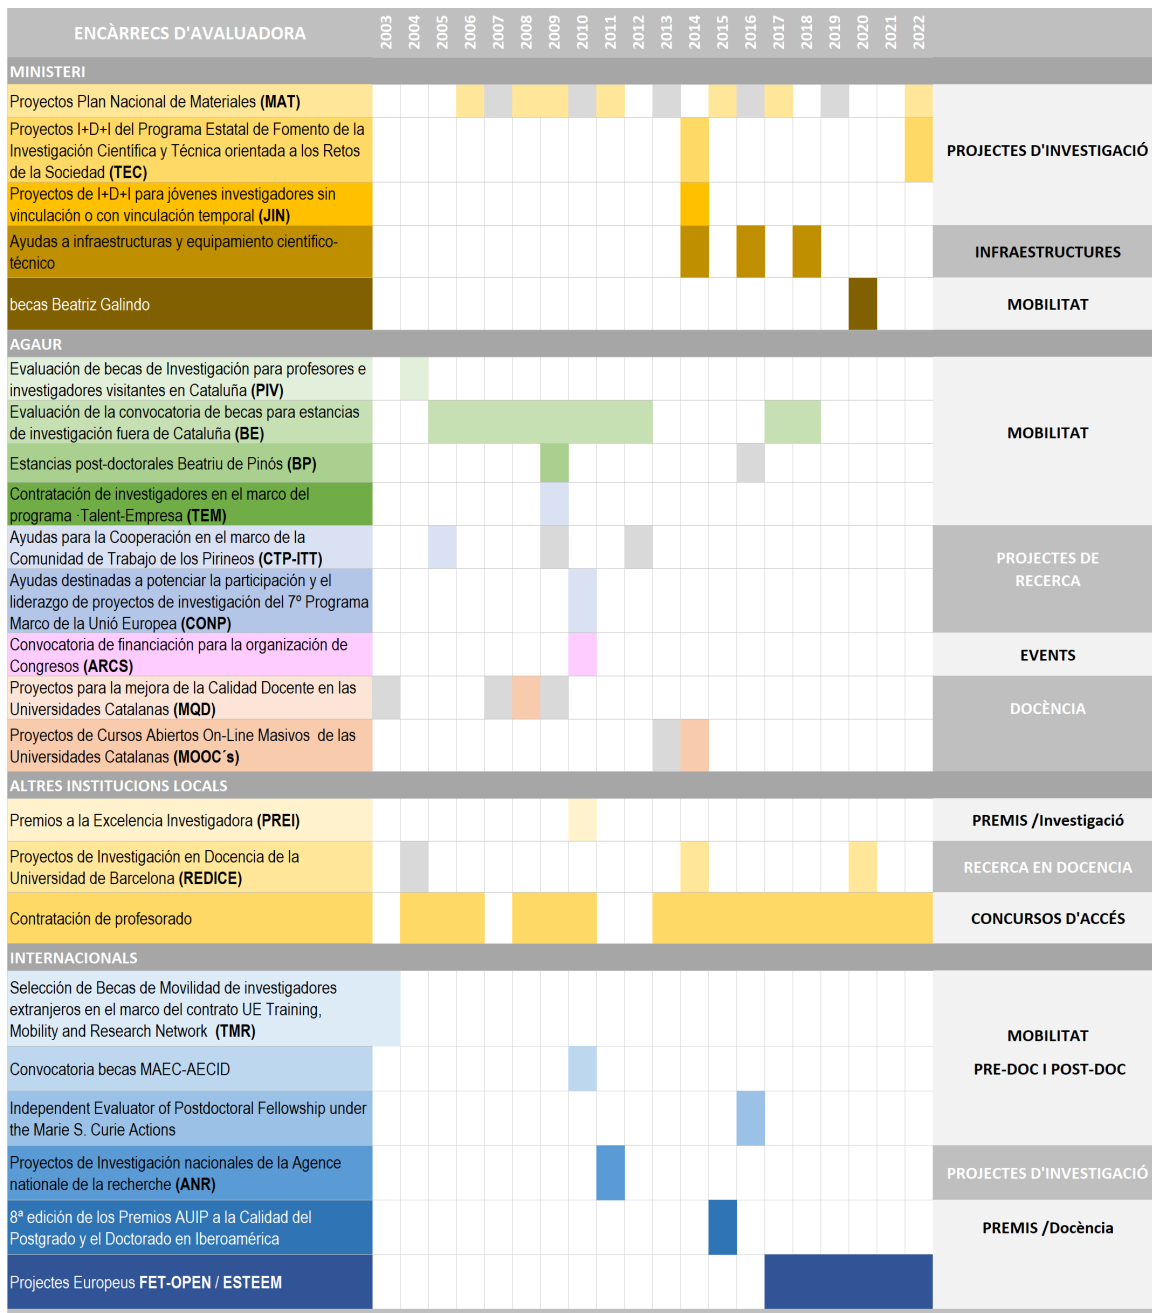 ENCÀRRECS D'AVALUADORA 2003 2004 2005 2006 2007 2008 2009 2010 2011 2012 2013 2014 2015 2016 2017 2018 2019 2020 2021 2022
MINISTERI
Proyectos Plan Nacional de Materiales (MAT)
Proyectos I+D+I del Programa Estatal de Fomento de la
Investigación Científica y Técnica orientada a los Retos
de la Sociedad (TEC)
PROJECTES D'INVESTIGACIÓ
Proyectos de I+D+I para jóvenes investigadores sin
vinculación o con vinculación temporal (JIN)
Ayudas a infraestructuras y equipamiento científico-
técnico
INFRAESTRUCTURES
becas Beatriz Galindo
MOBILITAT
AGAUR
Evaluación de becas de Investigación para profesores e
investigadores visitantes en Cataluña (PIV)
Evaluación de la convocatoria de becas para estancias
de investigación fuera de Cataluña (BE)
MOBILITAT
Estancias post-doctorales Beatriu de Pinós (BP)
Contratación de investigadores en el marco del
programa ·Talent-Empresa (TEM)
Ayudas para la Cooperación en el marco de la
Comunidad de Trabajo de los Pirineos (CTP-ITT)
PROJECTES DE
RECERCA
Ayudas destinadas a potenciar la participación y el
liderazgo de proyectos de investigación del 7º Programa
Marco de la Unió Europea (CONP)
Convocatoria de financiación para la organización de
Congresos (ARCS)
EVENTS
Proyectos para la mejora de la Calidad Docente en las
Universidades Catalanas (MQD)
DOCÈNCIA
Proyectos de Cursos Abiertos On-Line Masivos de las
Universidades Catalanas (MOOC´s)
ALTRES INSTITUCIONS LOCALS
Premios a la Excelencia Investigadora (PREI)
PREMIS /Investigació
Proyectos de Investigación en Docencia de la
Universidad de Barcelona (REDICE)
RECERCA EN DOCENCIA
Contratación de profesorado
CONCURSOS D'ACCÉS
INTERNACIONALS
Selección de Becas de Movilidad de investigadores
extranjeros en el marco del contrato UE Training,
Mobility and Research Network (TMR)
MOBILITAT
PRE-DOC I POST-DOC
Convocatoria becas MAEC-AECID
Independent Evaluator of Postdoctoral Fellowship under
the Marie S. Curie Actions
Proyectos de Investigación nacionales de la Agence
nationale de la recherche (ANR)
PROJECTES D'INVESTIGACIÓ
8ª edición de los Premios AUIP a la Calidad del
Postgrado y el Doctorado en Iberoamérica
PREMIS /Docència
Projectes Europeus FET-OPEN / ESTEEM